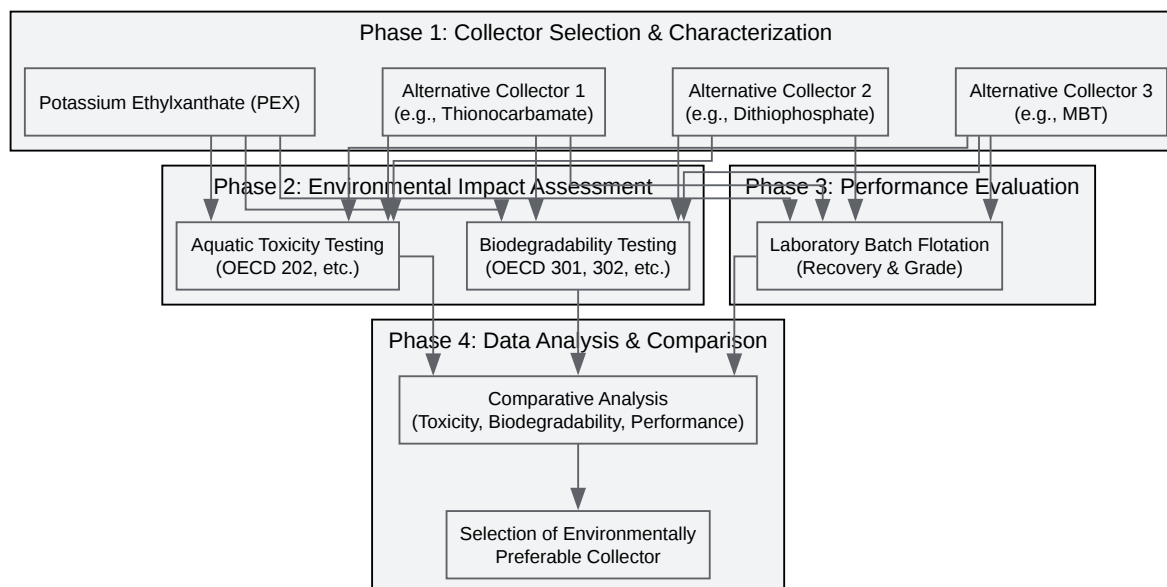 Phase 1: Collector Selection & Characterization
Potassium Ethylxanthate (PEX)
Alternative Collector 1
(e.g., Thionocarbamate)
Alternative Collector 2
(e.g., Dithiophosphate)
Alternative Collector 3
(e.g., MBT)
Phase 2: Environmental Impact Assessment
Phase 3: Performance Evaluation
Aquatic Toxicity Testing
(OECD 202, etc.)
Biodegradability Testing
(OECD 301, 302, etc.)
Laboratory Batch Flotation
(Recovery & Grade)
Phase 4: Data Analysis & Comparison
Comparative Analysis
(Toxicity, Biodegradability, Performance)
Selection of Environmentally
Preferable Collector